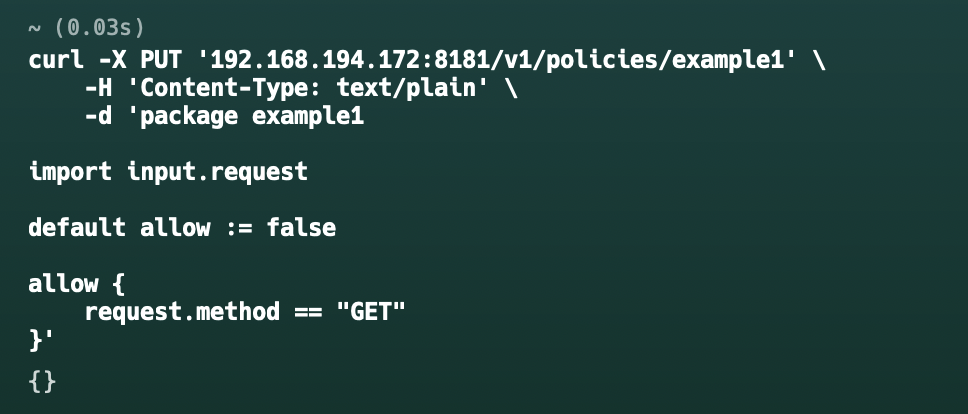 ~ (0.03s)
curl -X PUT '192.168.194.172:8181/v1/policies/example1' \
    -H 'Content-Type: text/plain' \
    -d 'package example1

import input.request

default allow := false

allow {
    request.method == "GET"
}'
{}